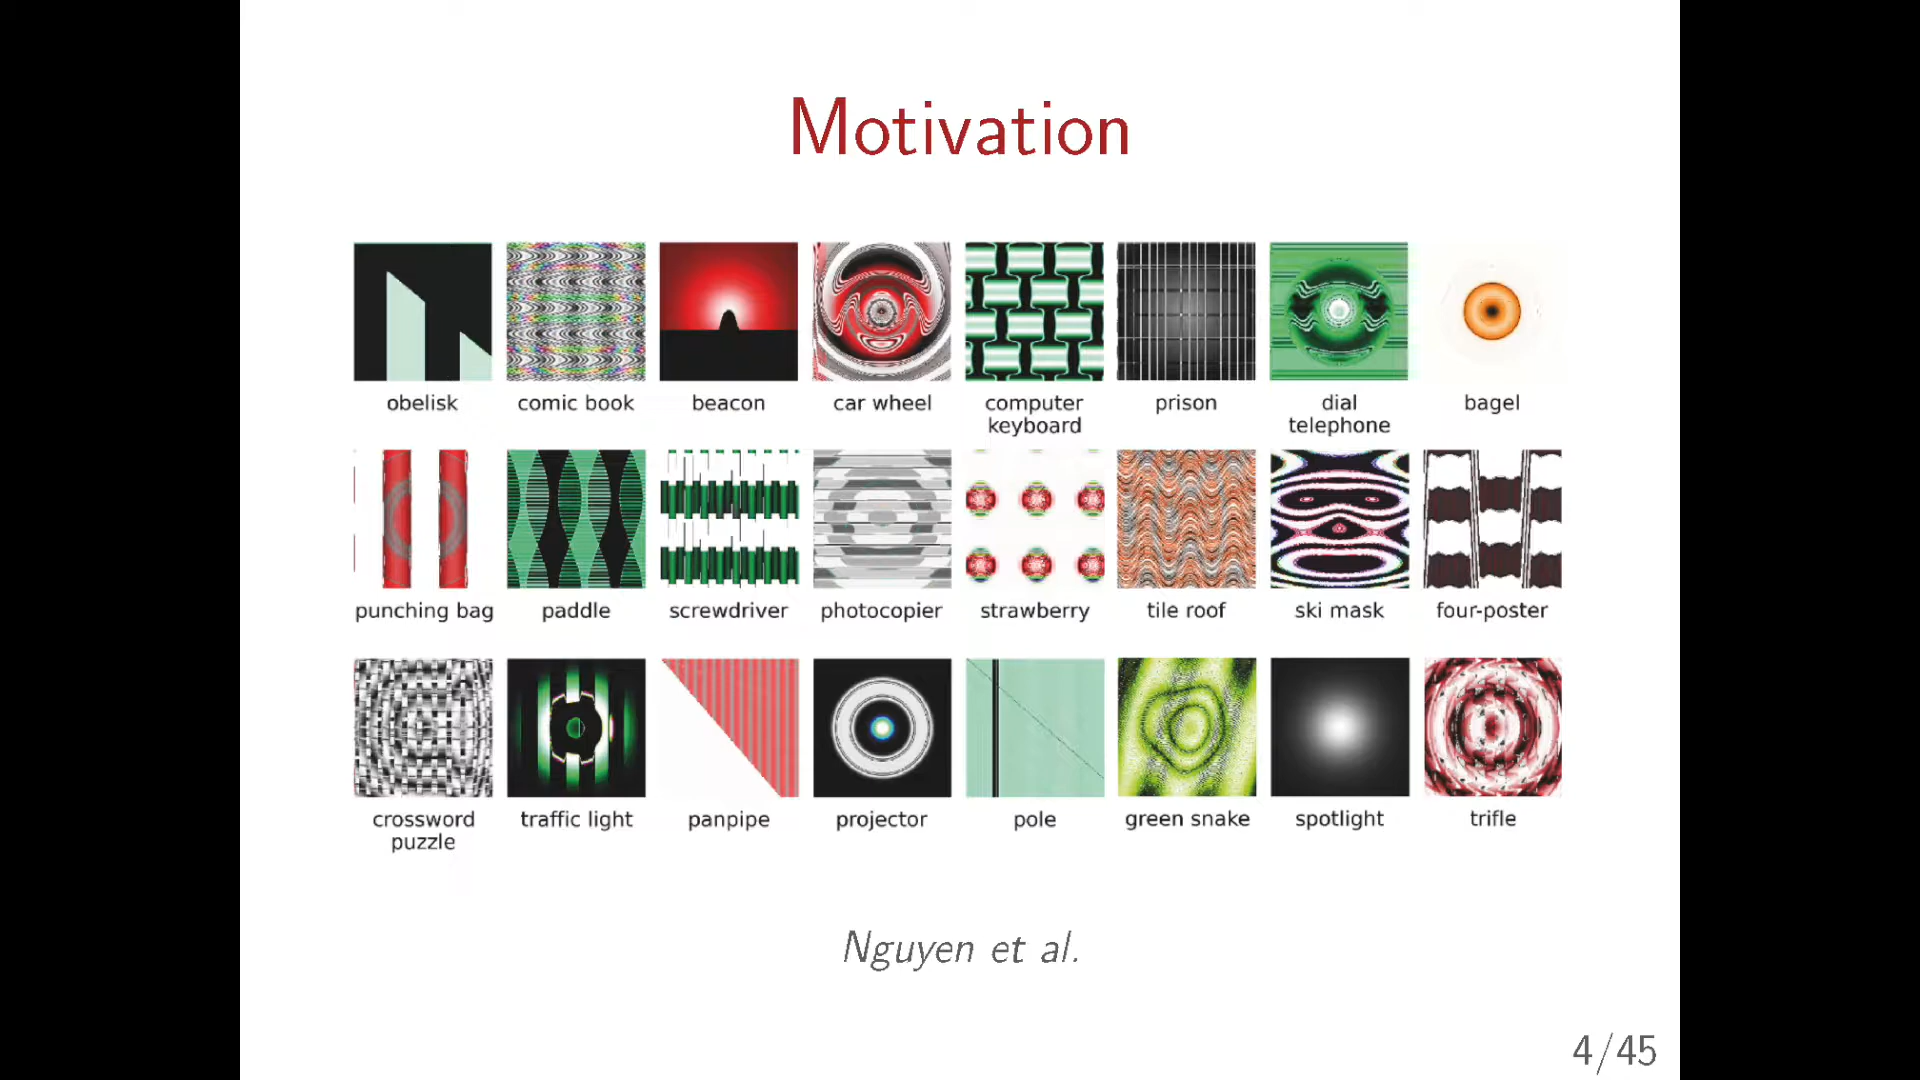 Motivation
obelisk
comic book
beacon
car wheel
computer
keyboard
prison
dial
telephone
bagel
punching bag
paddle
screwdriver
photocopier
strawberry
tile roof
ski mask
four-poster
crossword
puzzle
traffic light
panpipe
projector
pole
green snake
spotlight
trifle
Nguyen et al.
4/45